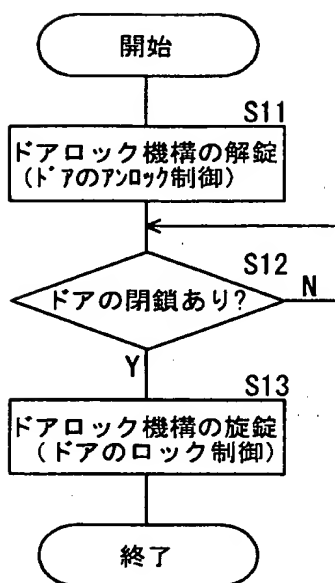 開始
S11
ドアロック機構の解錠
(ドアのアンロック制御)
S12
ドアの閉鎖あり?
N
Y
S13
ドアロック機構の旋錠
(ドアのロック制御)
終了